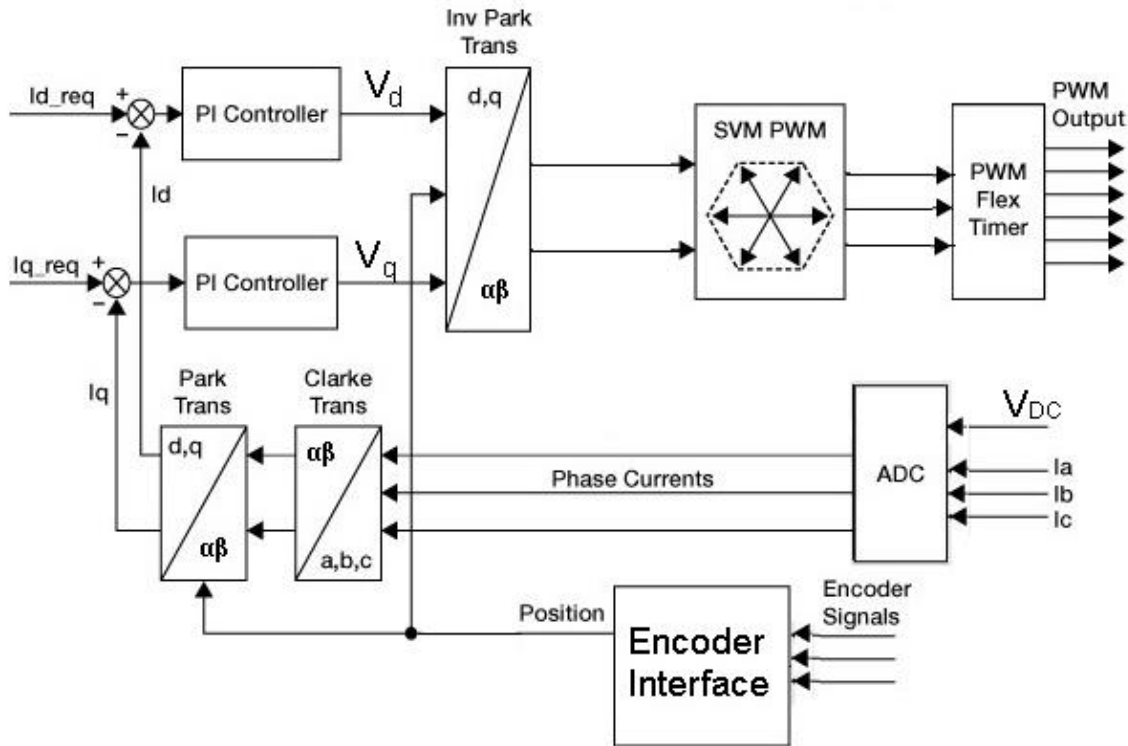 Inv Park
Trans
PWM
Output
Id_req
+
−
PI Controller
Vd
d,q
αβ
SVM PWM
PWM
Flex
Timer
Id
Iq_req
+
−
PI Controller
Vq
Iq
Park
Trans
d,q
αβ
Clarke
Trans
αβ
a,b,c
Phase Currents
ADC
VDC
Ia
Ib
Ic
Position
Encoder
Interface
Encoder
Signals